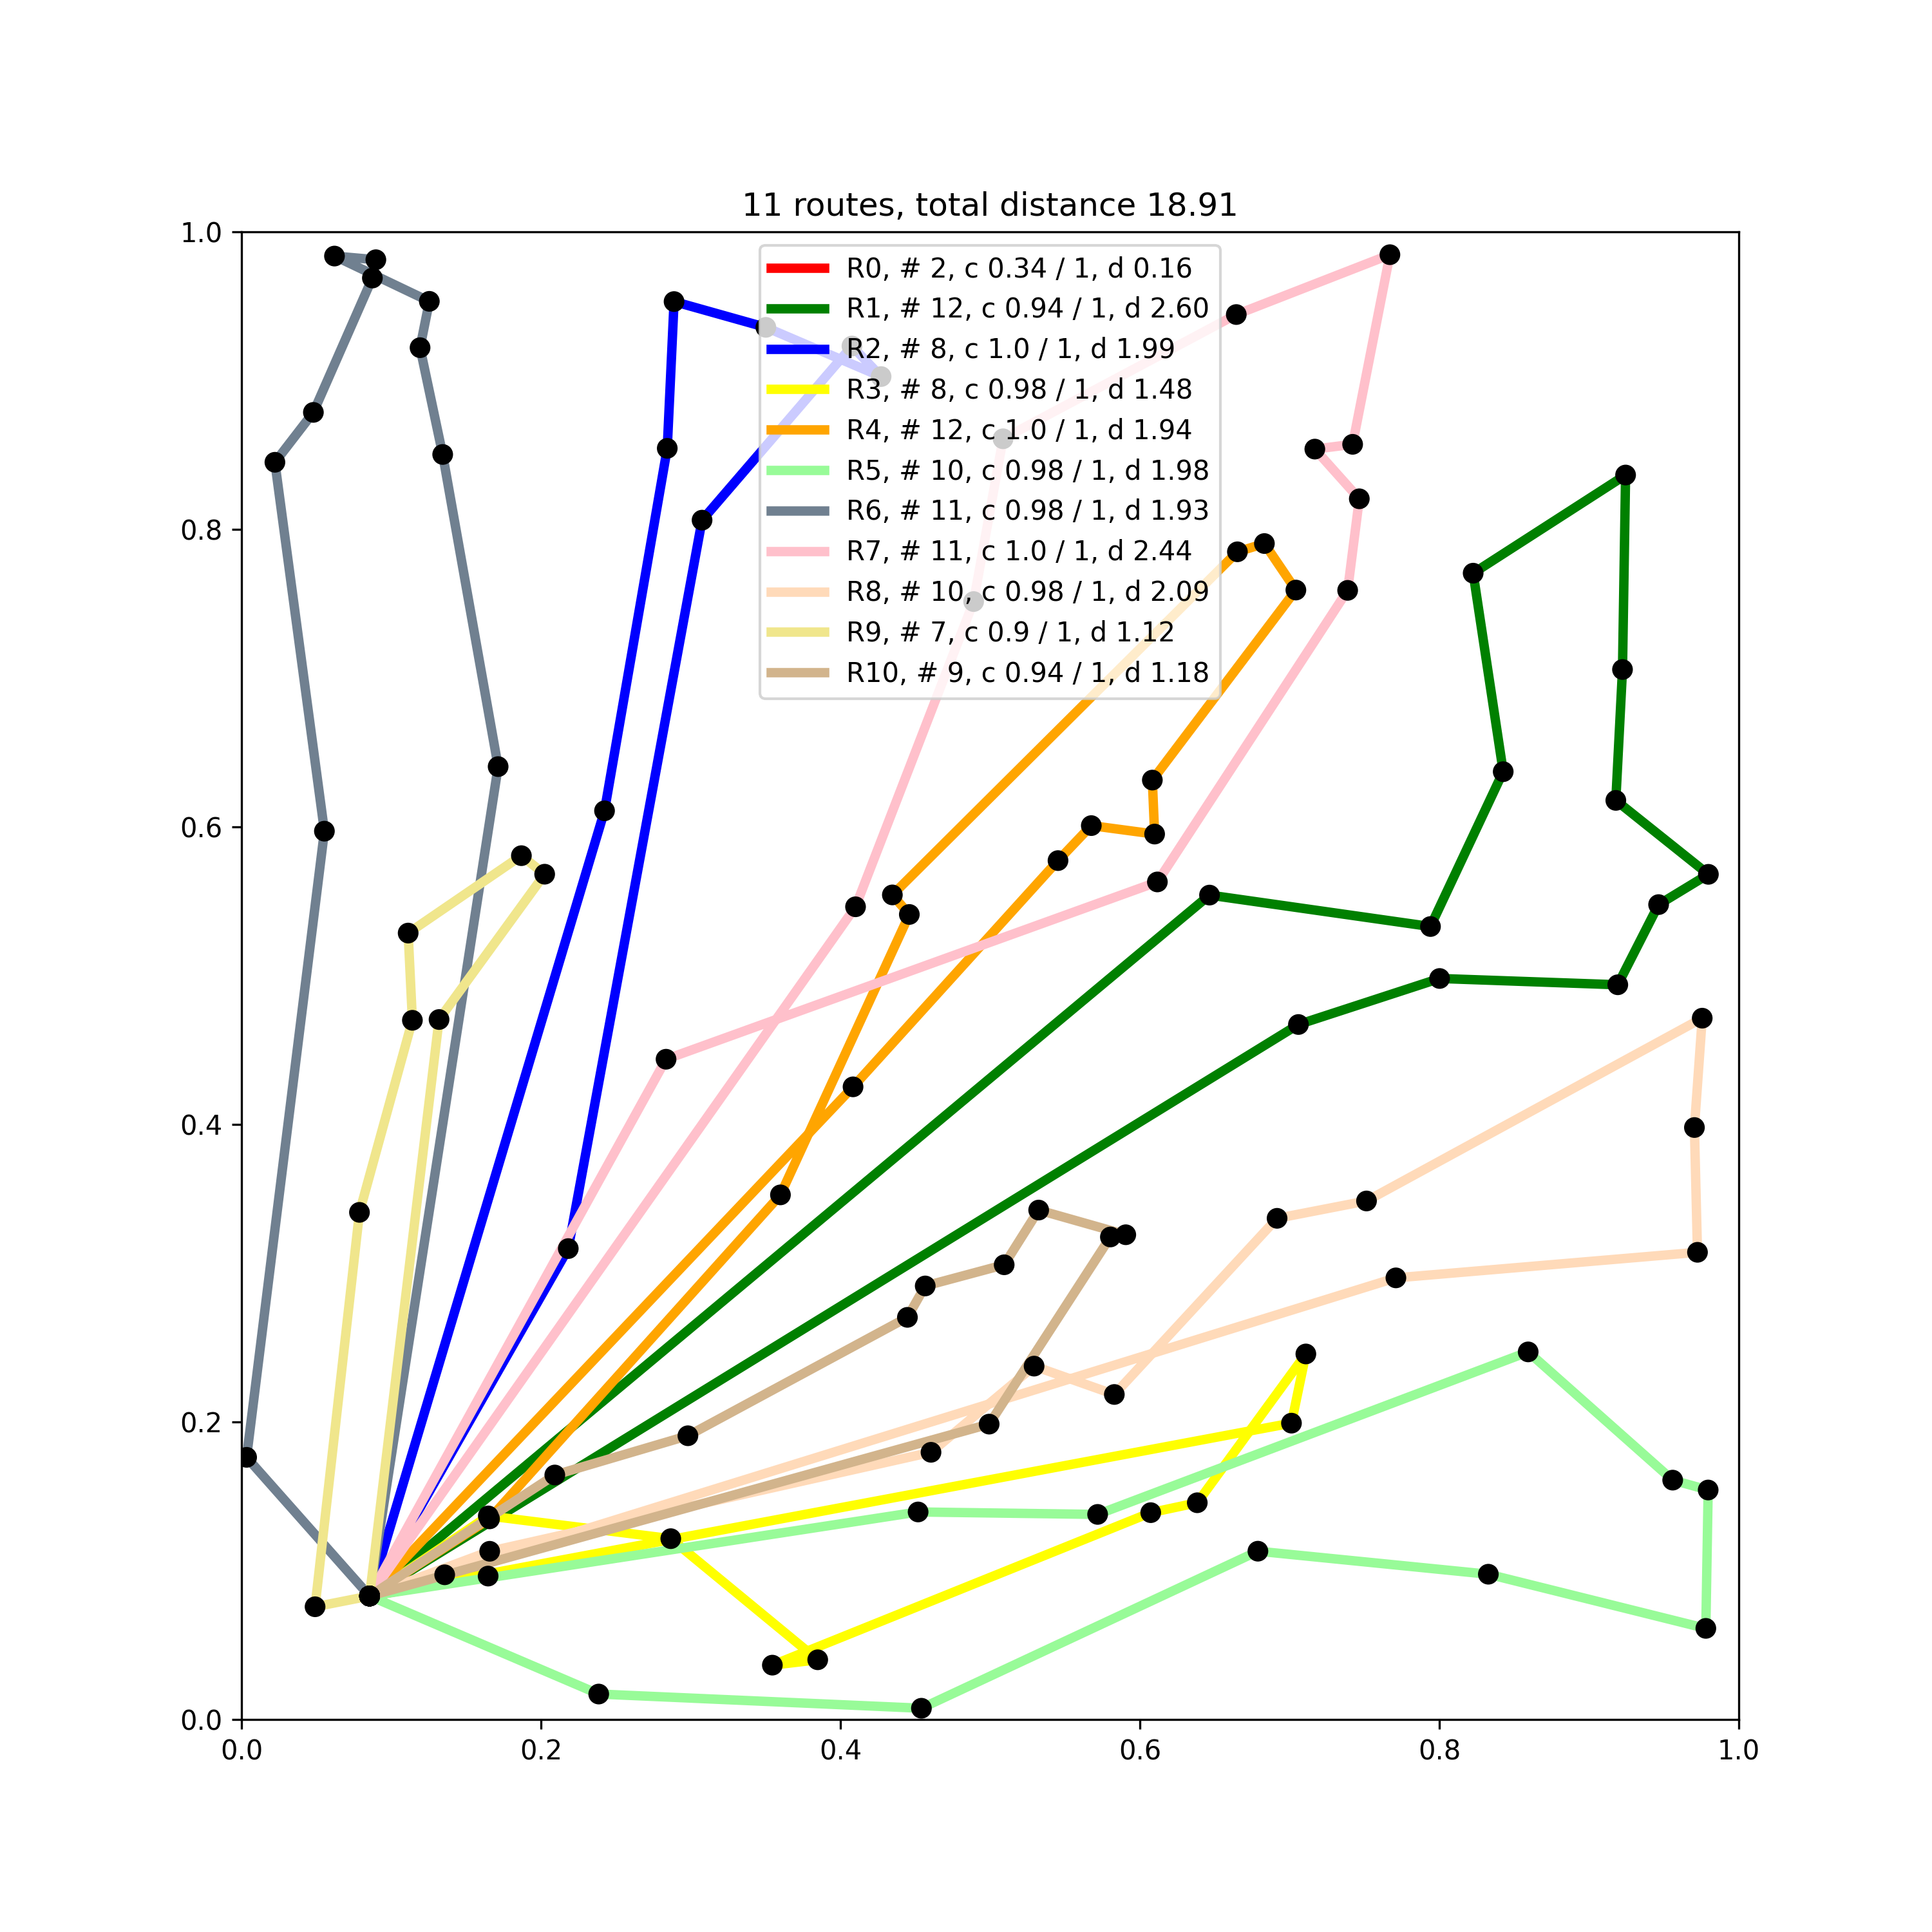 11 routes, total distance 18.91
1.0
0.8
0.6
0.4
0.2
0.0
R0, # 2, c 0.34 / 1, d 0.16
R1, # 12, c 0.94 / 1, d 2.60
R2, # 8, c 1.0 / 1, d 1.99
R3, # 8, c 0.98 / 1, d 1.48
R4, # 12, c 1.0 / 1, d 1.94
R5, # 10, c 0.98 / 1, d 1.98
R6, # 11, c 0.98 / 1, d 1.93
R7, # 11, c 1.0 / 1, d 2.44
R8, # 10, c 0.98 / 1, d 2.09
R9, # 7, c 0.9 / 1, d 1.12
R10, # 9, c 0.94 / 1, d 1.18
0.0 0.2 0.4 0.6 0.8 1.0